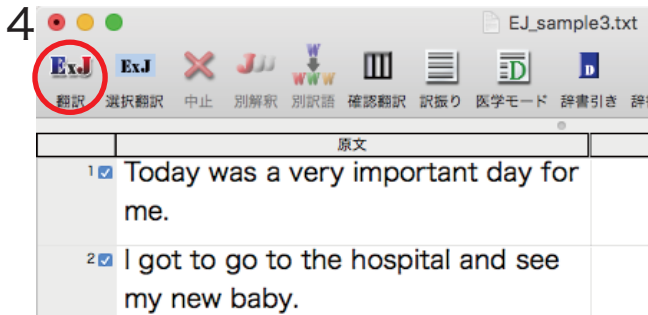 4
EJ_sample3.txt
ExJ ExJ J W WWW D D
翻訳 選択翻訳 中止 別解釈 別訳語 確認翻訳 訳振り 医学モード 辞書引き 辞
原文
1 Today was a very important day for
me.
2 I got to go to the hospital and see
my new baby.